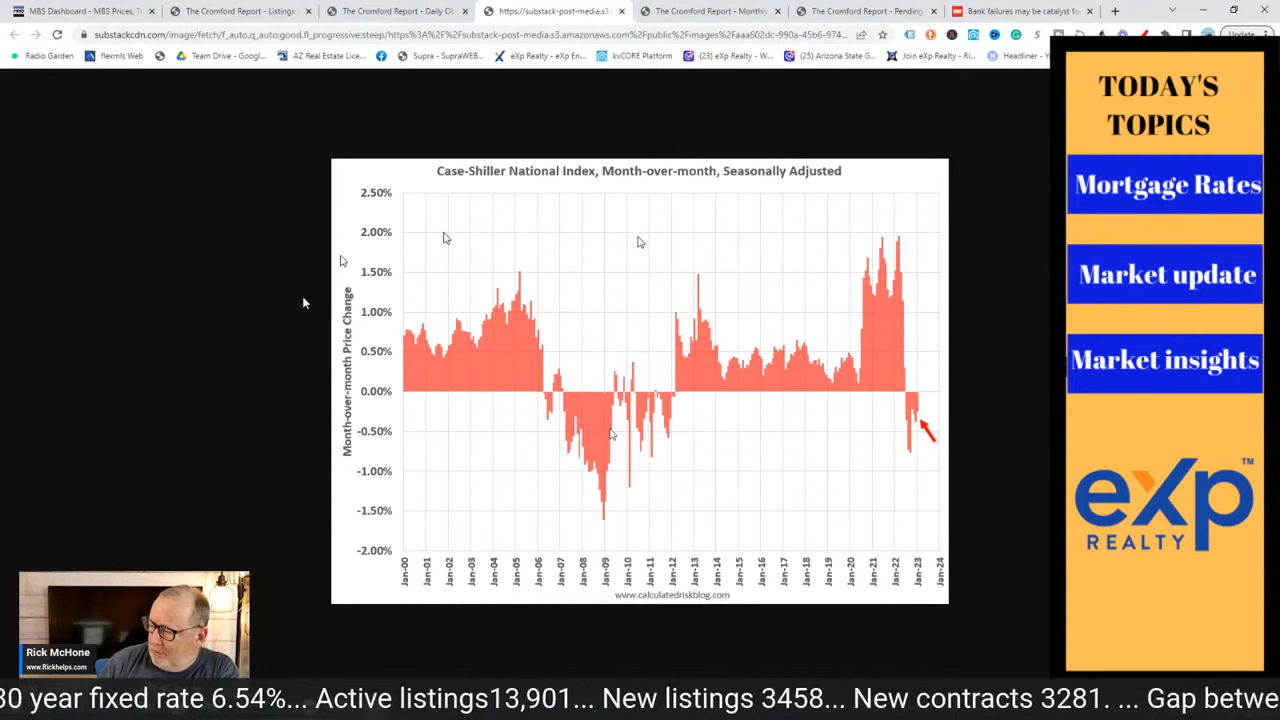 MBS Dashboard - MBS Prices, T
The Cromford Report - Listings
The Cromford Report - Daily Ob
https://substack-post-media.s3.
The Cromford Report - Monthly
The Cromford Report - Pending
Bank failures may be catalyst fo
substackcdn.com/image/fetch/f_auto,q_auto:good,fl_progressive:steep/https%3A%2F%2Fsubstack-post-media.s3.amazonaws.com%2Fpublic%2Fimages%2Faaa602dc-990a-45b6-974...
Update
Radio Garden
flexmls Web
Team Drive - Googl...
AZ Real Estate Lice...
Supra - SupraWEB...
eXp Realty - eXp En...
kvCORE Platform
(23) eXp Realty - W...
(25) Arizona State G...
Join eXp Realty - Ri...
Headliner -
Case-Shiller National Index, Month-over-month, Seasonally Adjusted
Month-over-month Price Change
2.50%
2.00%
1.50%
1.00%
0.50%
0.00%
-0.50%
-1.00%
-1.50%
-2.00%
Jan-00
Jan-01
Jan-02
Jan-03
Jan-04
Jan-05
Jan-06
Jan-07
Jan-08
Jan-09
Jan-10
Jan-11
Jan-12
Jan-13
Jan-14
Jan-15
Jan-16
Jan-17
Jan-18
Jan-19
Jan-20
Jan-21
Jan-22
Jan-23
Jan-24
www.calculatedriskblog.com
TODAY'S
TOPICS
Mortgage Rates
Market update
Market insights
eXp
REALTY
TM
Rick McHone
www.Rickhelps.com
30 year fixed rate 6.54%... Active listings13,901... New listings 3458... New contracts 3281. ... Gap betwe